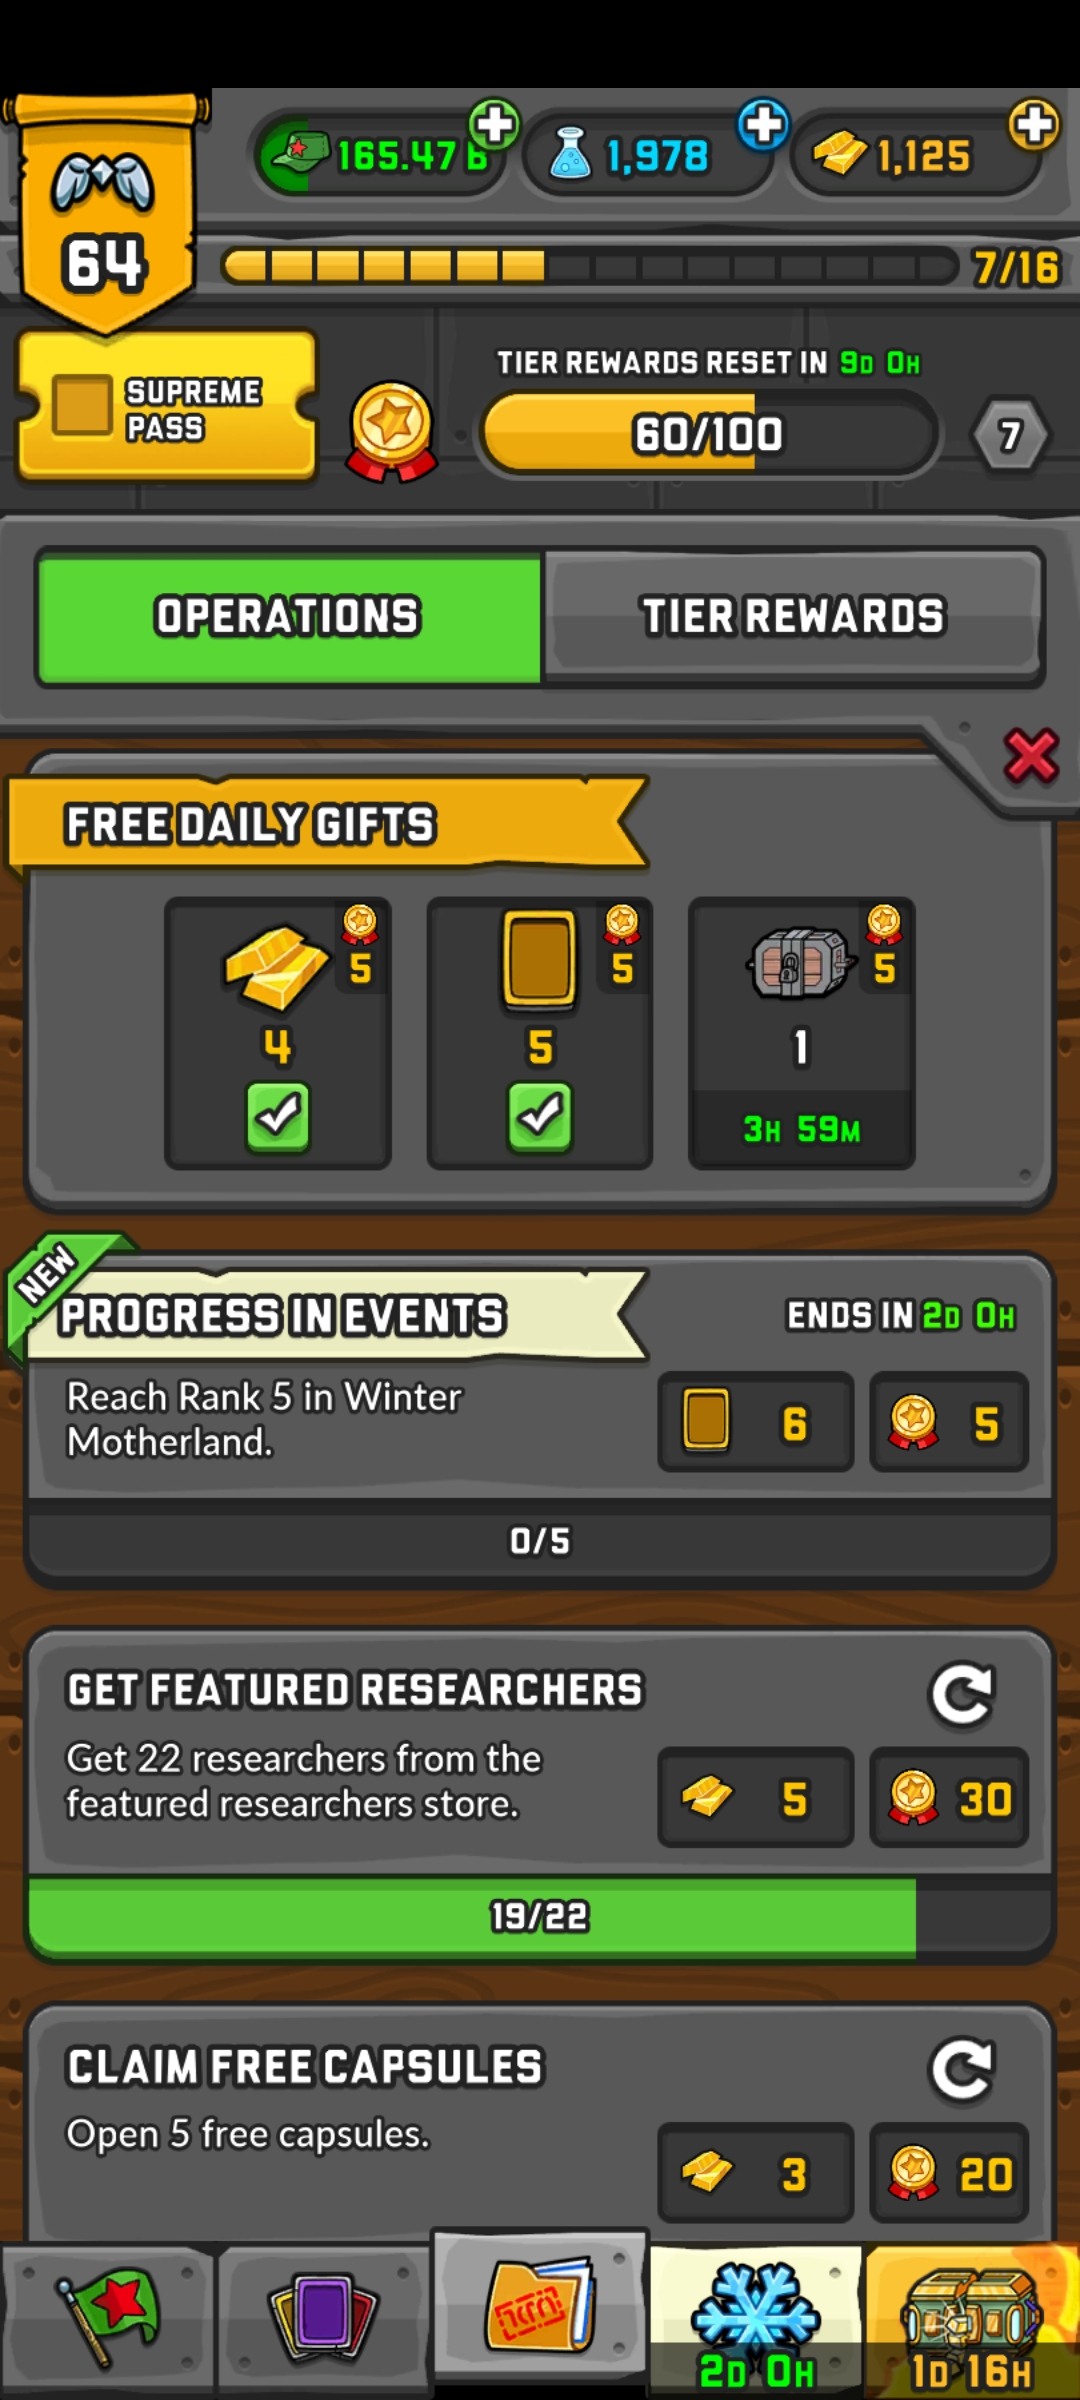 165.47 B
1,978
1,125
64
7/16
SUPREME
PASS
TIER REWARDS RESET IN 9D 0H
60/100
7
OPERATIONS
TIER REWARDS
FREE DAILY GIFTS
5
5
5
4
5
1
3H 59M
NEW
PROGRESS IN EVENTS
ENDS IN 2D 0H
Reach Rank 5 in Winter
Motherland.
6
5
0/5
GET FEATURED RESEARCHERS
Get 22 researchers from the
featured researchers store.
5
30
19/22
CLAIM FREE CAPSULES
Open 5 free capsules.
3
20
2D 0H
1D 16H